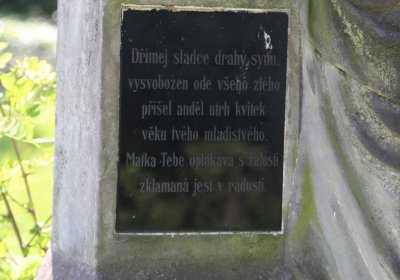 Dřímej sladce drahý synu,
vysvobozen ode všeho zlého
přišel anděl utrh kvítek
věku tvého mladistvého.
Matka Tebe oplakává s žalostí
zklamaná jest v radosti.